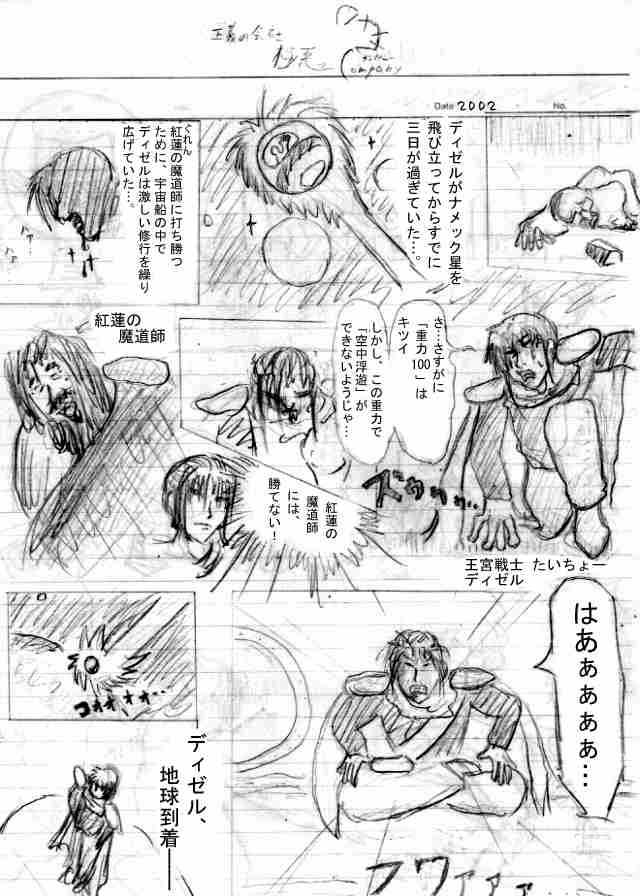 正義の会社
Company
Date 2002 No.
ディゼルがナメック星を
飛び立ってからすでに
三日が過ぎていた…。
ぐれん
紅蓮の魔道師に打ち勝つ
ために、宇宙船の中で
ディゼルは激しい修行を繰り
広げていた…。
ハァ…
ハァ
さ…さすがに
「重力100」は
キツイ
しかし、この重力で
「空中浮遊」が
できないようじゃ…
紅蓮の
魔道師
紅蓮の
魔道師
には、
勝てない！
王宮戦士 たいちょー
ディゼル
はあぁぁぁぁ…
フワァァァ
コオォオオ…
ディゼル、
地球到着――